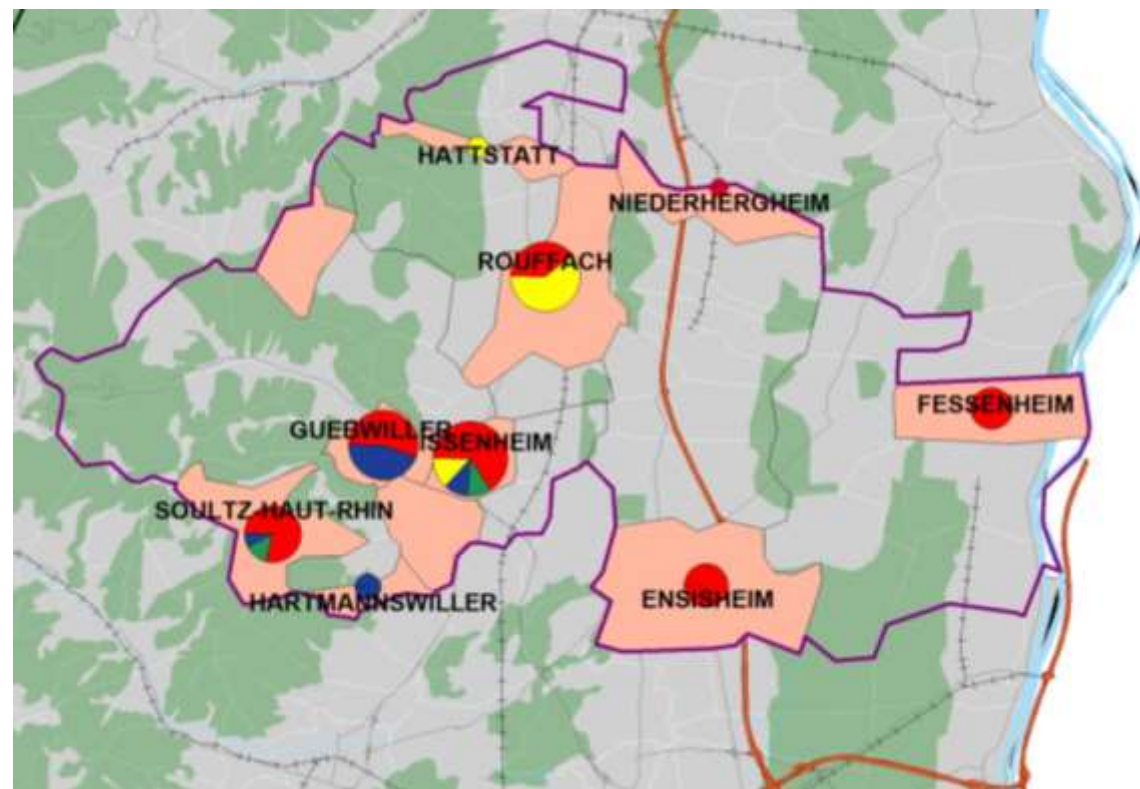 HATTSTATT
NIEDERHERGHEIM
ROUFFACH
FESSENHEIM
GUEBWILLER
ISSENHEIM
SOULTZ-HAUT-RHIN
HARTMANNSWILLER
ENSISHEIM